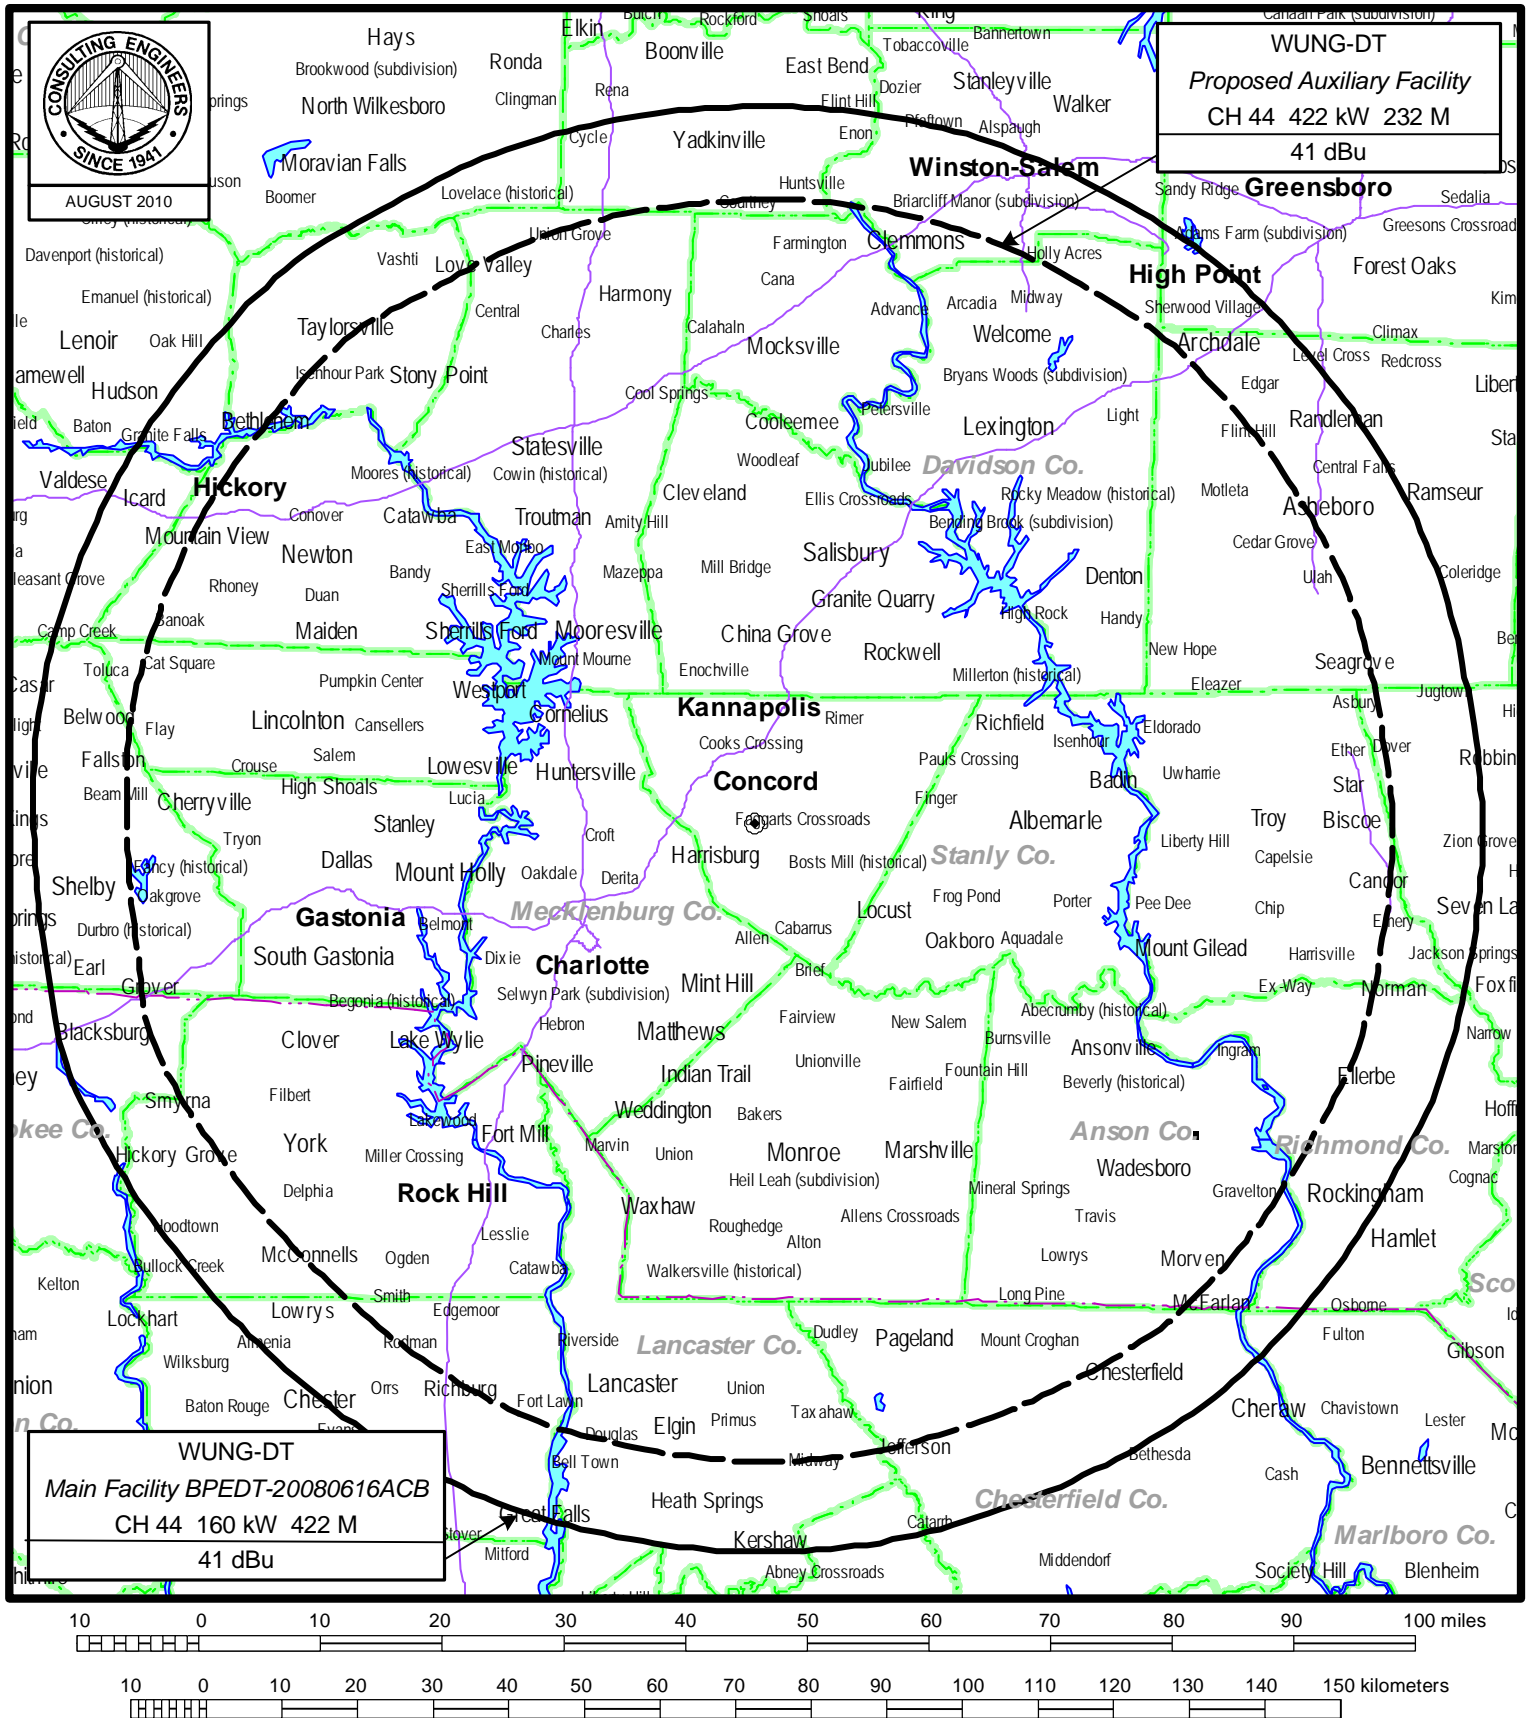 CONSULTING ENGINEERS
SINCE 1941
AUGUST 2010
WUNG-DT
Proposed Auxiliary Facility
CH 44 422 kW 232 M
41 dBu
Elkin
Rockford
Shoals
Hays
Boonville
Tobaccoville
Bannertown
Brookwood (subdivision)
Ronda
East Bend
Stanleyville
Clingman
Rena
Flint Hill
Dozier
Walker
North Wilkesboro
Cycle
Yadkinville
Enon
Pfafftown
Alspaugh
Moravian Falls
Boomer
Lovelace (historical)
Huntsville
Winston-Salem
Sandy Ridge
Greensboro
Sedalia
Courtney
Briarcliff Manor (subdivision)
Davenport (historical)
Vashti
Union Grove
Love Valley
Farmington
Clemmons
Holly Acres
Adams Farm (subdivision)
Greesons Crossroad
Forest Oaks
Emanuel (historical)
Central
Harmony
Cana
Advance
Arcadia
Midway
High Point
Sherwood Village
Lenoir
Oak Hill
Taylorsville
Charles
Calahaln
Mocksville
Welcome
Archdale
Level Cross
Climax
Redcross
amewell
Hudson
Isenhour Park
Stony Point
Cool Springs
Bryans Woods (subdivision)
Edgar
Libert
Baton
Granite Falls
Bethlehem
Cooleemee
Petersville
Lexington
Light
Flint Hill
Randleman
Statesville
Woodleaf
Jubilee
Davidson Co.
Central Falls
Valdese
Icard
Hickory
Moores (historical)
Cowin (historical)
Cleveland
Ellis Crossroads
Rocky Meadow (historical)
Motleta
Asheboro
Ramseur
Conover
Catawba
Troutman
Amity Hill
Bending Brook (subdivision)
Mountain View
Newton
East Monbo
Salisbury
Cedar Grove
leasant Grove
Rhoney
Duan
Bandy
Sherrills Ford
Mazeppa
Mill Bridge
Granite Quarry
Denton
Ulah
Coleridge
Camp Creek
Banoak
Maiden
Sherrills Ford
Mooresville
China Grove
Rockwell
High Rock
Handy
Toluca
Cat Square
Mount Mourne
Enochville
Millerton (historical)
New Hope
Seagrove
Casar
Pumpkin Center
Westport
Eleazer
Jugtown
Belwood
Flay
Lincolnton
Cansellers
Cornelius
Kannapolis
Rimer
Richfield
Isenhour
Eldorado
Asbury
Fallston
Crouse
Salem
Lowesville
Huntersville
Cooks Crossing
Pauls Crossing
Ether
Dover
Robbin
Beam Mill
Cherryville
High Shoals
Lucia
Concord
Finger
Badin
Uwharrie
Star
Tryon
Stanley
Croft
Faggarts Crossroads
Albemarle
Liberty Hill
Troy
Biscoe
Zion Grove
Dallas
Mount Holly
Oakdale
Derita
Harrisburg
Bosts Mill (historical)
Stanly Co.
Capelsie
Shelby
Fancy (historical)
Oakgrove
Frog Pond
Porter
Pee Dee
Chip
Candor
Seven La
Durbro (historical)
Gastonia
Belmont
Mecklenburg Co.
Allen
Cabarrus
Locust
Oakboro
Aquadale
Mount Gilead
Emery
Harrisville
Jackson Springs
Earl
South Gastonia
Dixie
Charlotte
Mint Hill
Brief
Grover
Begonia (historical)
Selwyn Park (subdivision)
Ex-Way
Norman
Foxfi
Blacksburg
Clover
Lake Wylie
Hebron
Matthews
Fairview
New Salem
Abecrumby (historical)
Burnsville
Ansonville
Ingram
Narrow
Pineville
Indian Trail
Unionville
Fairfield
Fountain Hill
Beverly (historical)
Ellerbe
Smyrna
Filbert
Lakewood
Weddington
Bakers
okee Co.
Hickory Grove
York
Miller Crossing
Fort Mill
Marvin
Union
Monroe
Marshville
Anson Co.
Wadesboro
Richmond Co.
Cognac
Delphia
Rock Hill
Heil Leah (subdivision)
Mineral Springs
Gravelton
Rockingham
Waxhaw
Roughedge
Allens Crossroads
Travis
Hoodtown
McConnells
Ogden
Lesslie
Alton
Lowrys
Morven
Hamlet
Kelton
Bullock Creek
Catawba
Walkersville (historical)
Long Pine
Lockhart
Lowrys
Smith
Edgemoor
McFarlan
Osborne
Armenia
Rodman
Riverside
Lancaster Co.
Dudley
Pageland
Mount Croghan
Fulton
Gibson
Wilksburg
Chester
Orrs
Richburg
Lancaster
Union
Chesterfield
Baton Rouge
Fort Lawn
Elgin
Primus
Taxahaw
Cheraw
Chavistown
Lester
Douglas
Bell Town
Midway
Jefferson
Bethesda
Cash
Bennettsville
WUNG-DT
Main Facility BPEDT-20080616ACB
CH 44 160 kW 422 M
41 dBu
Great Falls
Heath Springs
Chesterfield Co.
Stover
Mitford
Kershaw
Catarrh
Marlboro Co.
Abney Crossroads
Middendorf
Society Hill
Blenheim
10 0 10 20 30 40 50 60 70 80 90 100 miles
10 0 10 20 30 40 50 60 70 80 90 100 110 120 130 140 150 kilometers